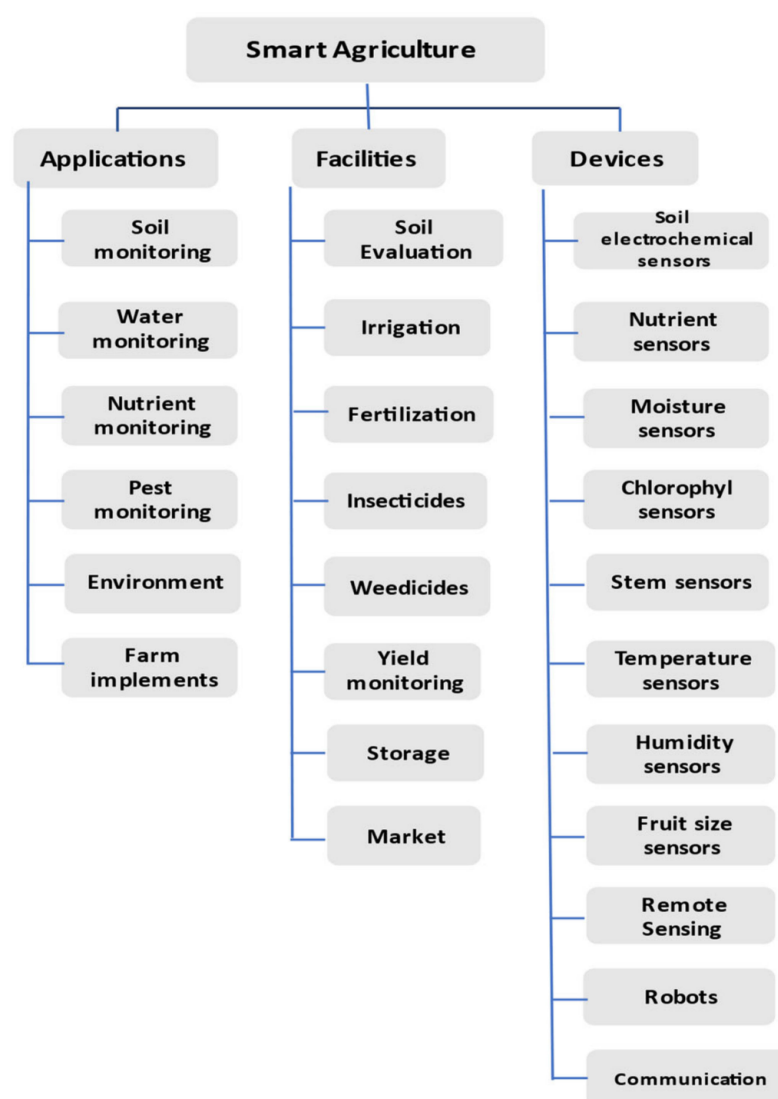 Smart Agriculture
Applications
Facilities
Devices
Soil
monitoring
Water
monitoring
Nutrient
monitoring
Pest
monitoring
Environment
Farm
implements
Soil
Evaluation
Irrigation
Fertilization
Insecticides
Weedicides
Yield
monitoring
Storage
Market
Soil
electrochemical
sensors
Nutrient
sensors
Moisture
sensors
Chlorophyl
sensors
Stem sensors
Temperature
sensors
Humidity
sensors
Fruit size
sensors
Remote
Sensing
Robots
Communication